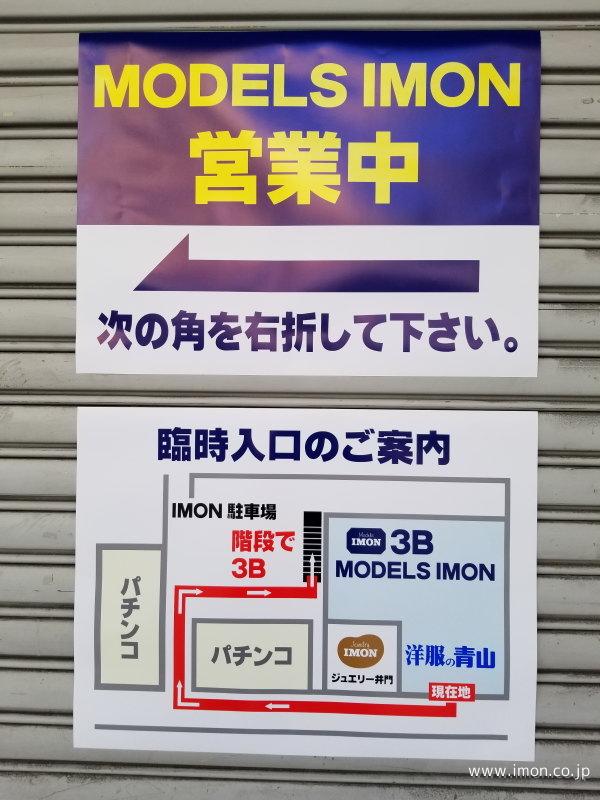 MODELS IMON
営業中
次の角を右折して下さい。
臨時入口のご案内
IMON 駐車場
階段で
3B
Models
IMON
3B
MODELS IMON
パチンコ
パチンコ
Jewelry
IMON
ジュエリー井門
洋服の青山
現在地
www.imon.co.jp